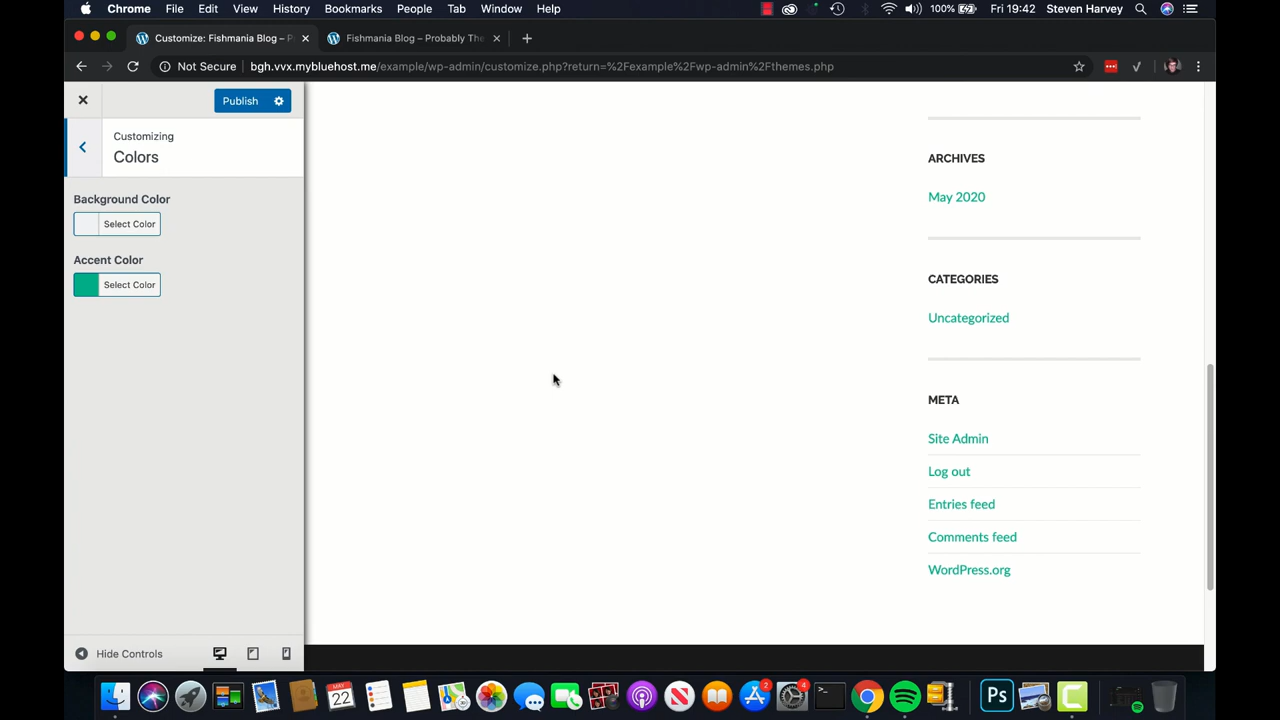 Chrome File Edit View History Bookmarks People Tab Window Help 100% Fri 19:42 Steven Harvey
Customize: Fishmania Blog – P Fishmania Blog – Probably The
Not Secure bgh.vvx.mybluehost.me/example/wp-admin/customize.php?return=%2Fexample%2Fwp-admin%2Fthemes.php
Publish
Customizing
Colors
Background Color
Select Color
Accent Color
Select Color
Hide Controls
ARCHIVES
May 2020
CATEGORIES
Uncategorized
META
Site Admin
Log out
Entries feed
Comments feed
WordPress.org
MAY
22
2
4
Ps